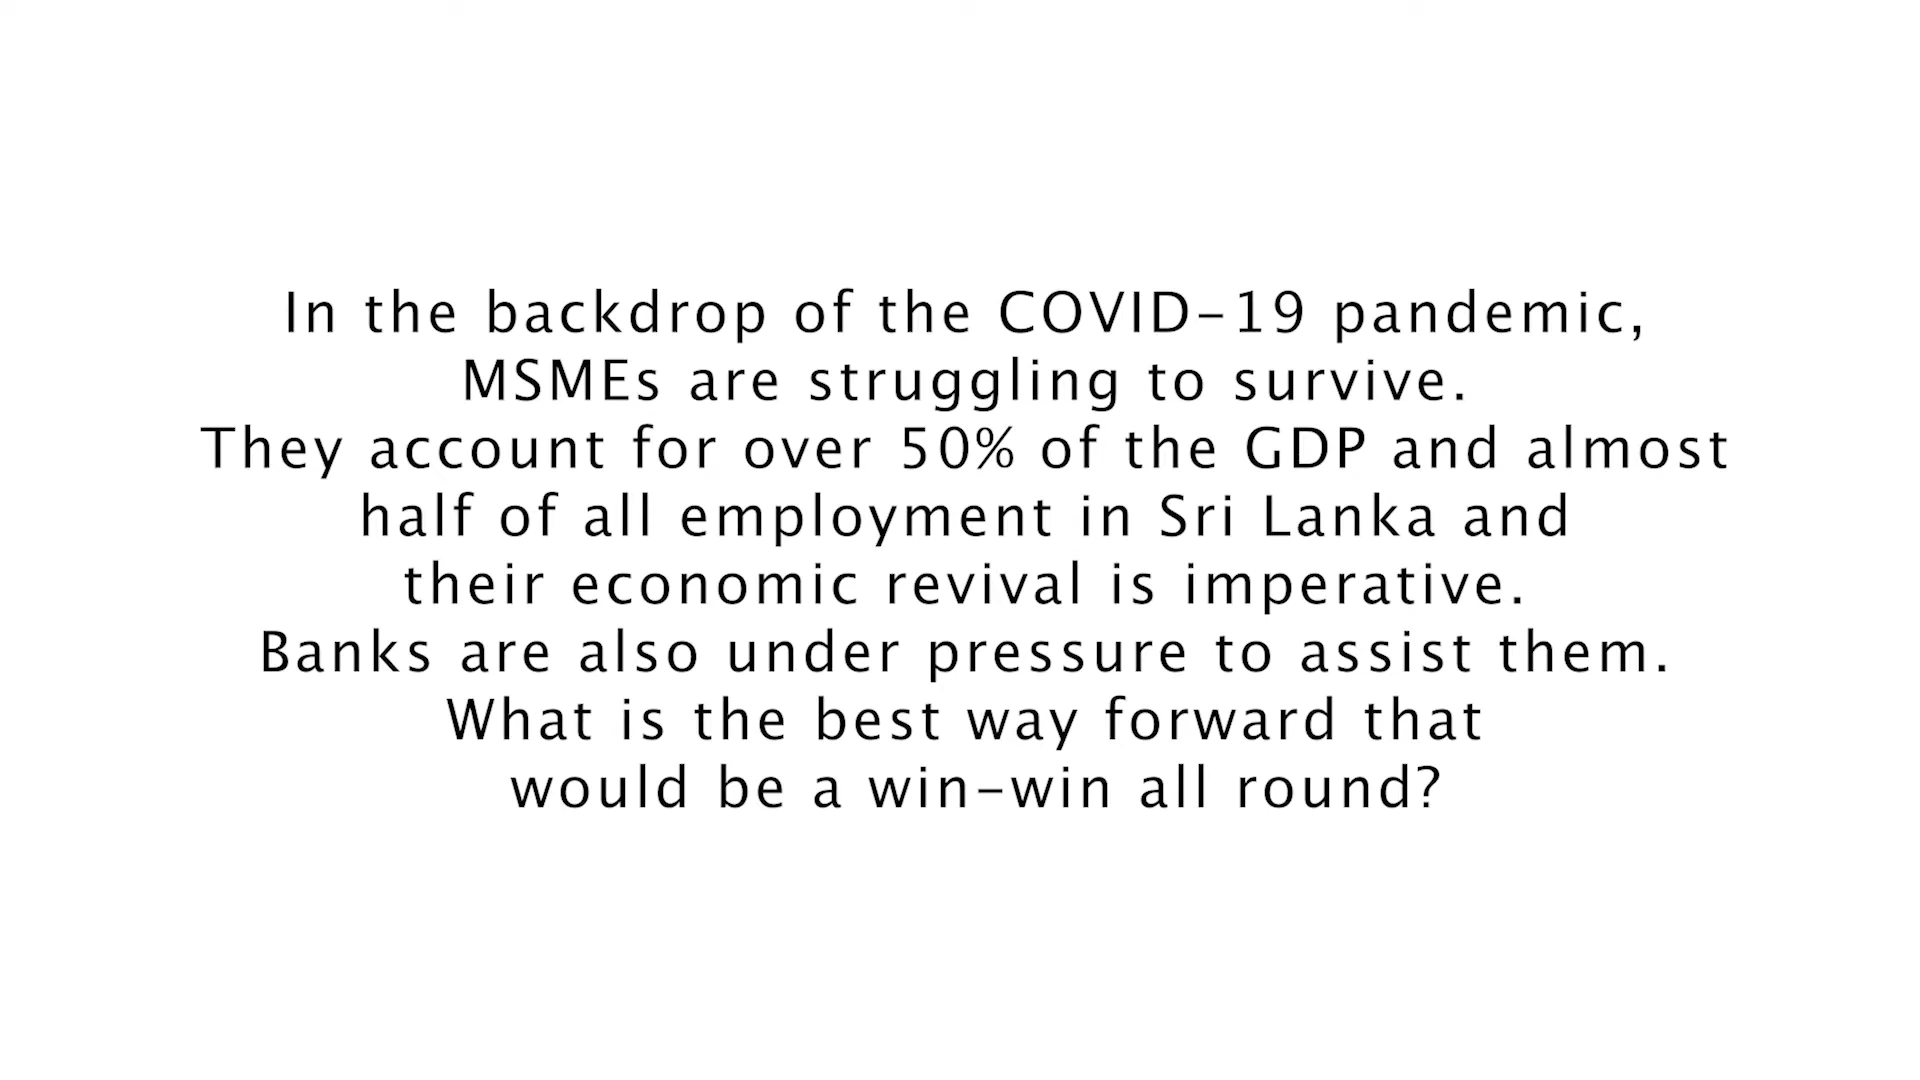 In the backdrop of the COVID-19 pandemic,
MSMEs are struggling to survive.
They account for over 50% of the GDP and almost
half of all employment in Sri Lanka and
their economic revival is imperative.
Banks are also under pressure to assist them.
What is the best way forward that
would be a win-win all round?